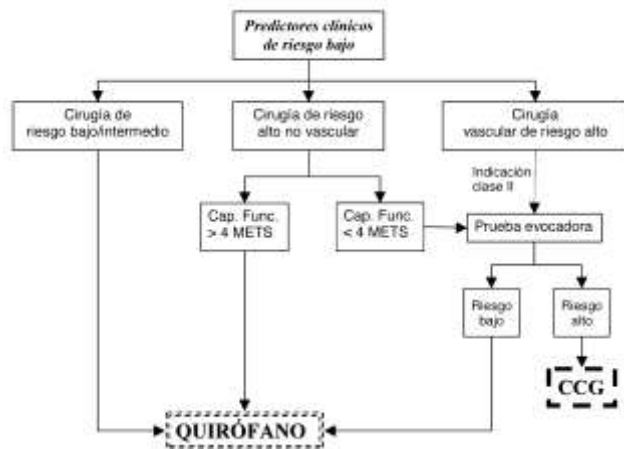 Predictores clínicos
de riesgo bajo
Cirugía de
riesgo bajo/intermedio
Cirugía de riesgo
alto no vascular
Cirugía
vascular de riesgo alto
Indicación
clase II
Cap. Func.
> 4 METS
Cap. Func.
< 4 METS
Prueba evocadora
Riesgo
bajo
Riesgo
alto
CCG
QUIRÓFANO